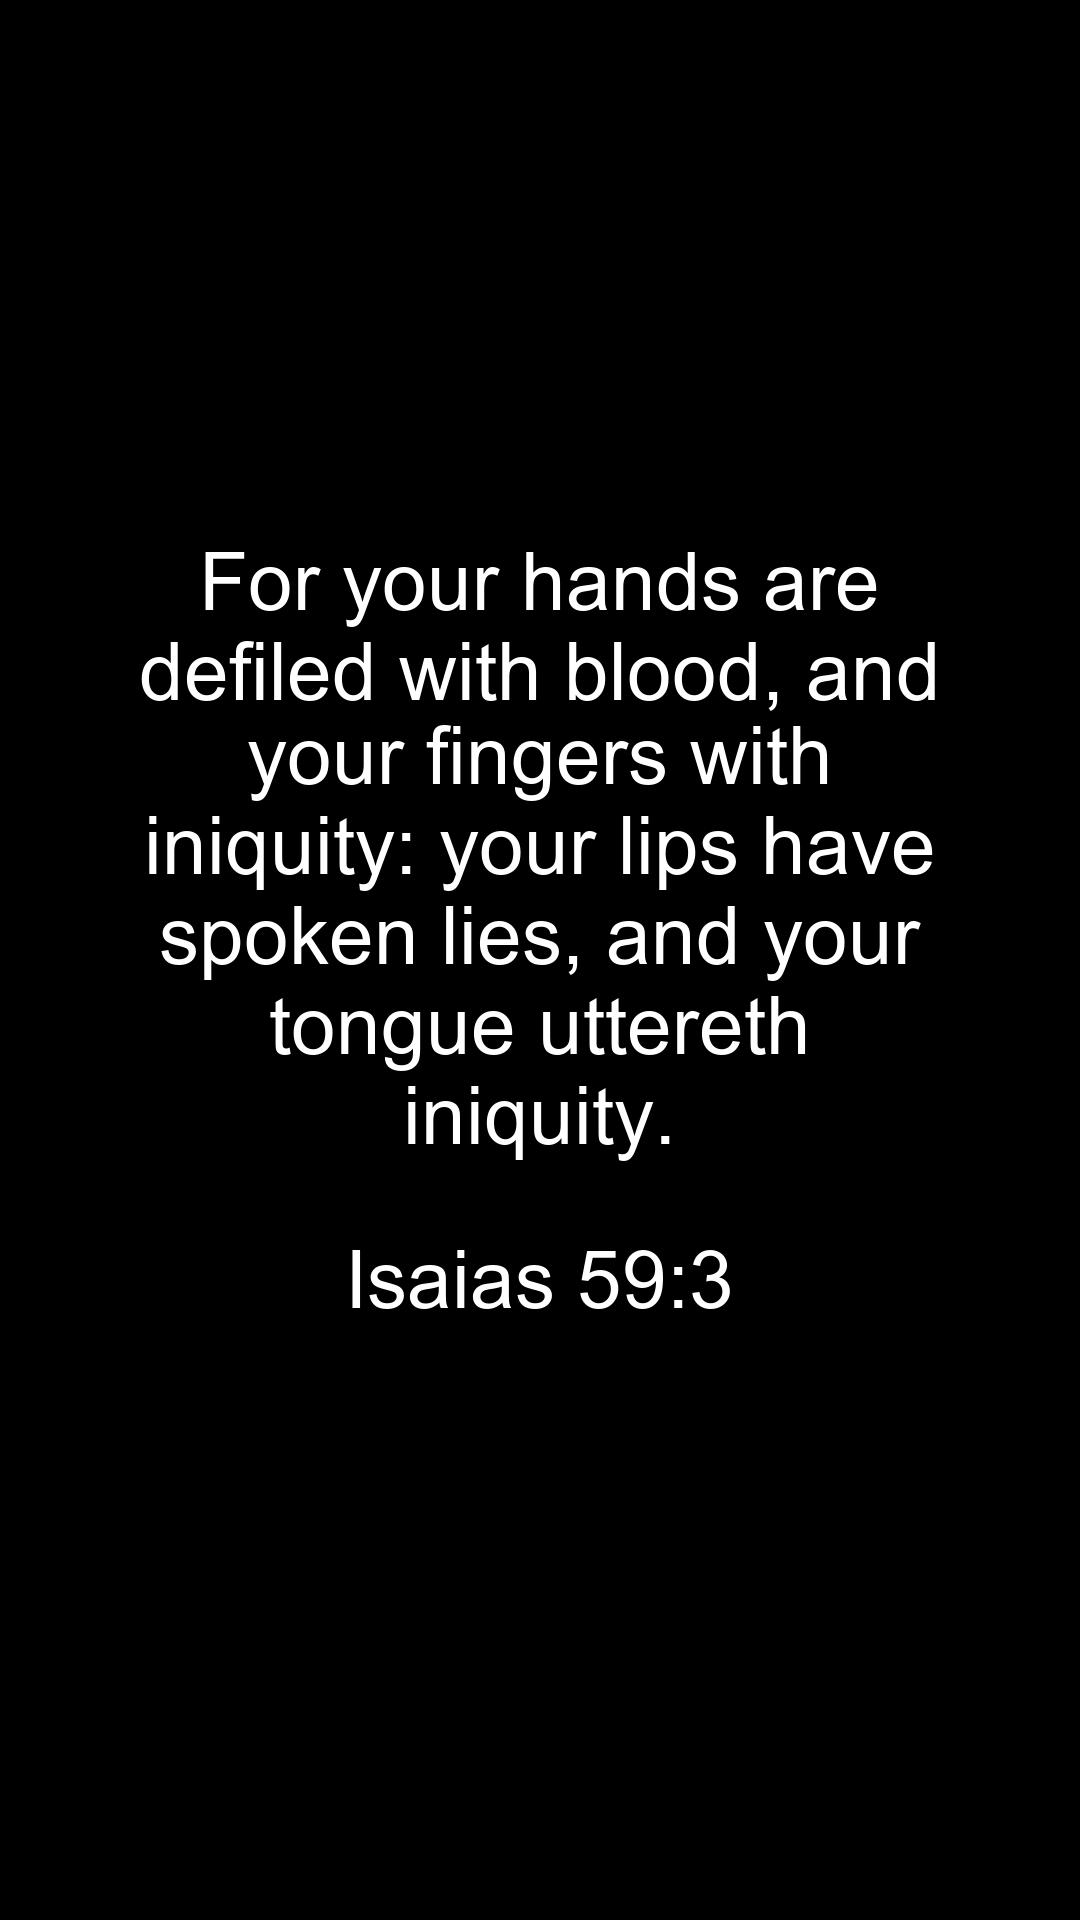 For your hands are
defiled with blood, and
your fingers with
iniquity: your lips have
spoken lies, and your
tongue uttereth
iniquity.
Isaias 59:3